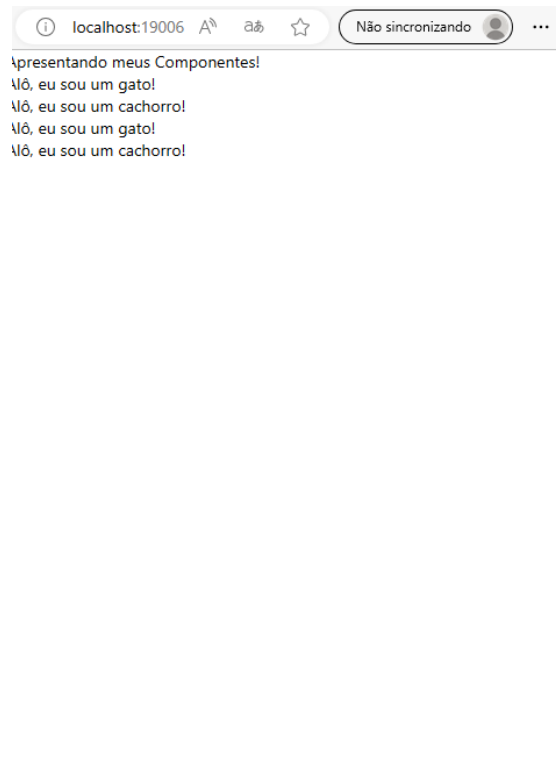 localhost:19006
Não sincronizando
Apresentando meus Componentes!
Alô, eu sou um gato!
Alô, eu sou um cachorro!
Alô, eu sou um gato!
Alô, eu sou um cachorro!